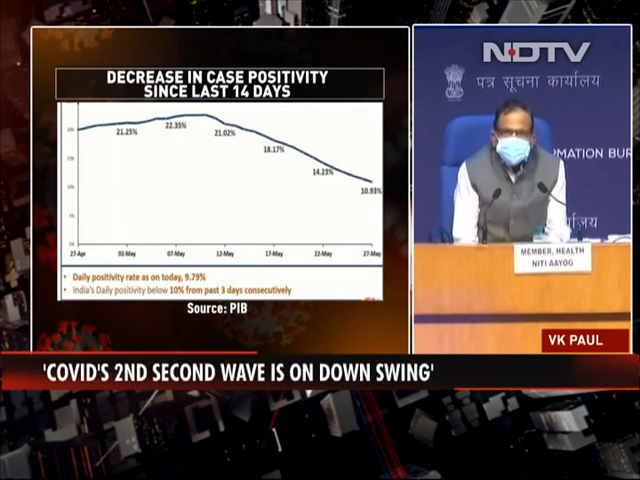 DECREASE IN CASE POSITIVITY
SINCE LAST 14 DAYS
21.25%
22.35%
21.02%
18.17%
14.23%
10.93%
27-Apr 02-May 07-May 12-May 17-May 22-May 27-May
• Daily positivity rate as on today, 9.79%
• India's Daily positivity below 10% from past 3 days consecutively
Source: PIB
NDTV
पत्र सूचना कार्यालय
MATION BUR
MEMBER, HEALTH
NITI AAYOG
VK PAUL
'COVID'S 2ND SECOND WAVE IS ON DOWN SWING'